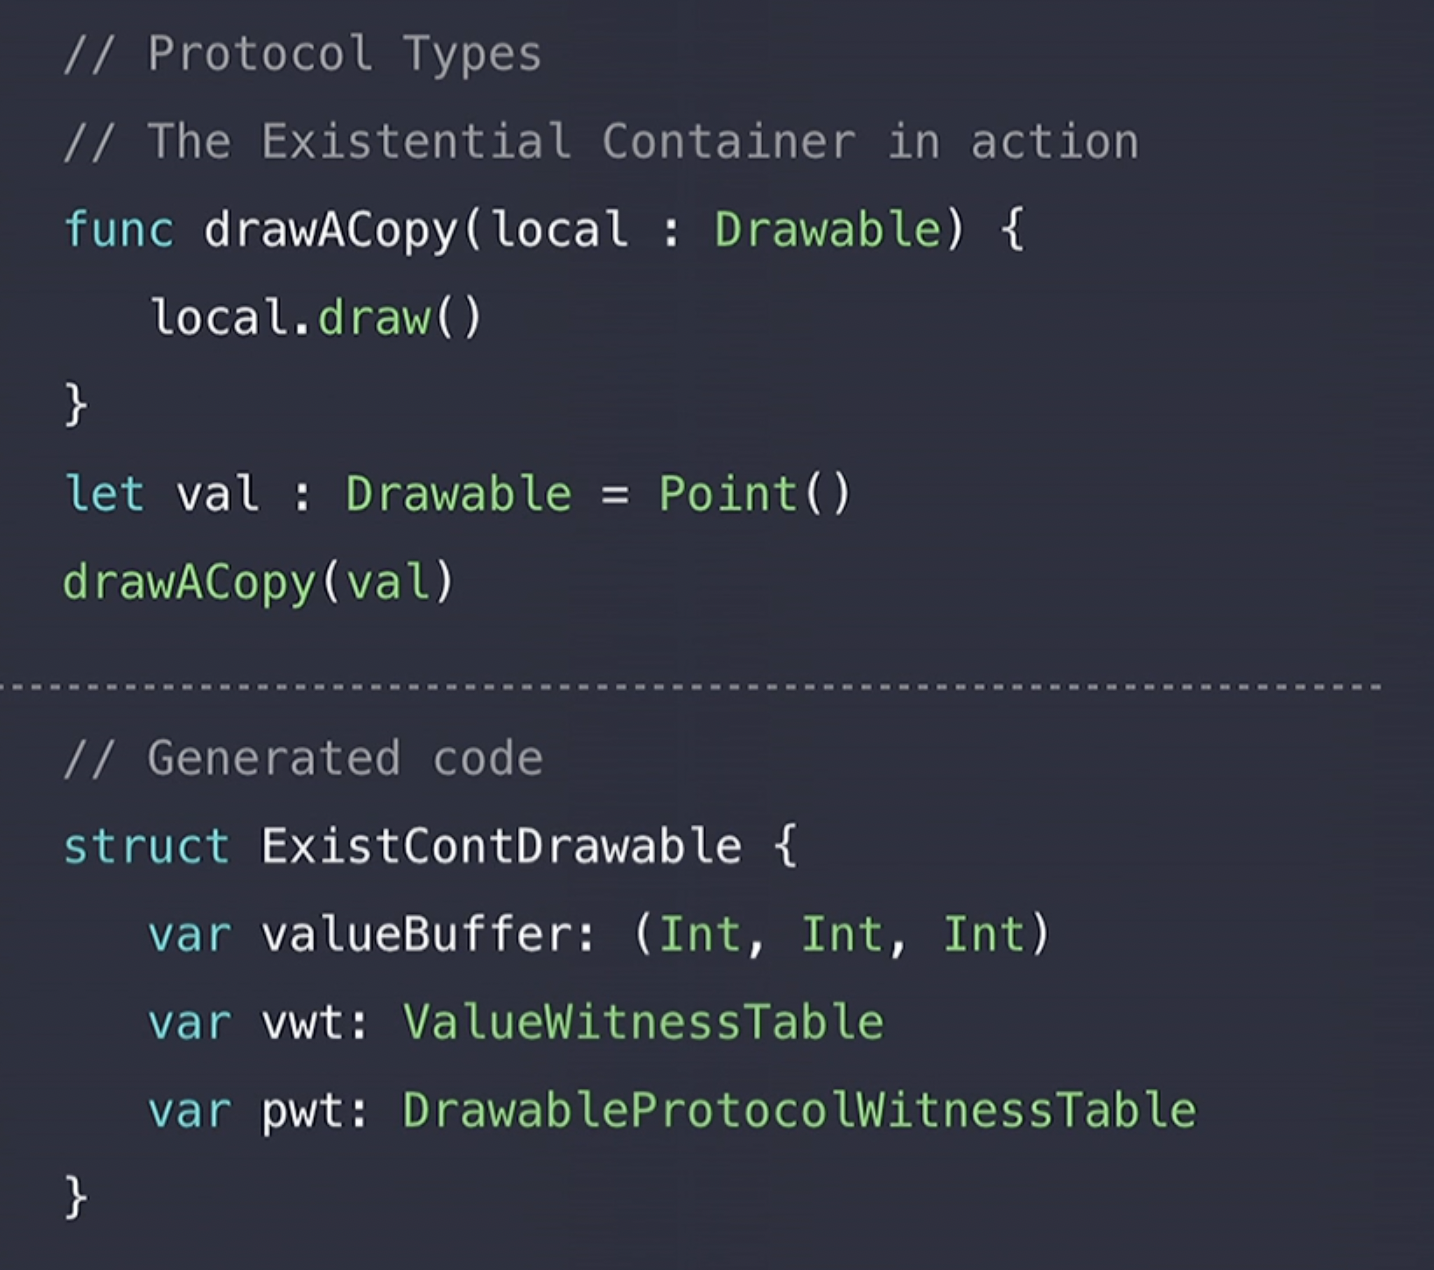 // Protocol Types
// The Existential Container in action
func drawACopy(local : Drawable) {
   local.draw()
}
let val : Drawable = Point()
drawACopy(val)
// Generated code
struct ExistContDrawable {
   var valueBuffer: (Int, Int, Int)
   var vwt: ValueWitnessTable
   var pwt: DrawableProtocolWitnessTable
}